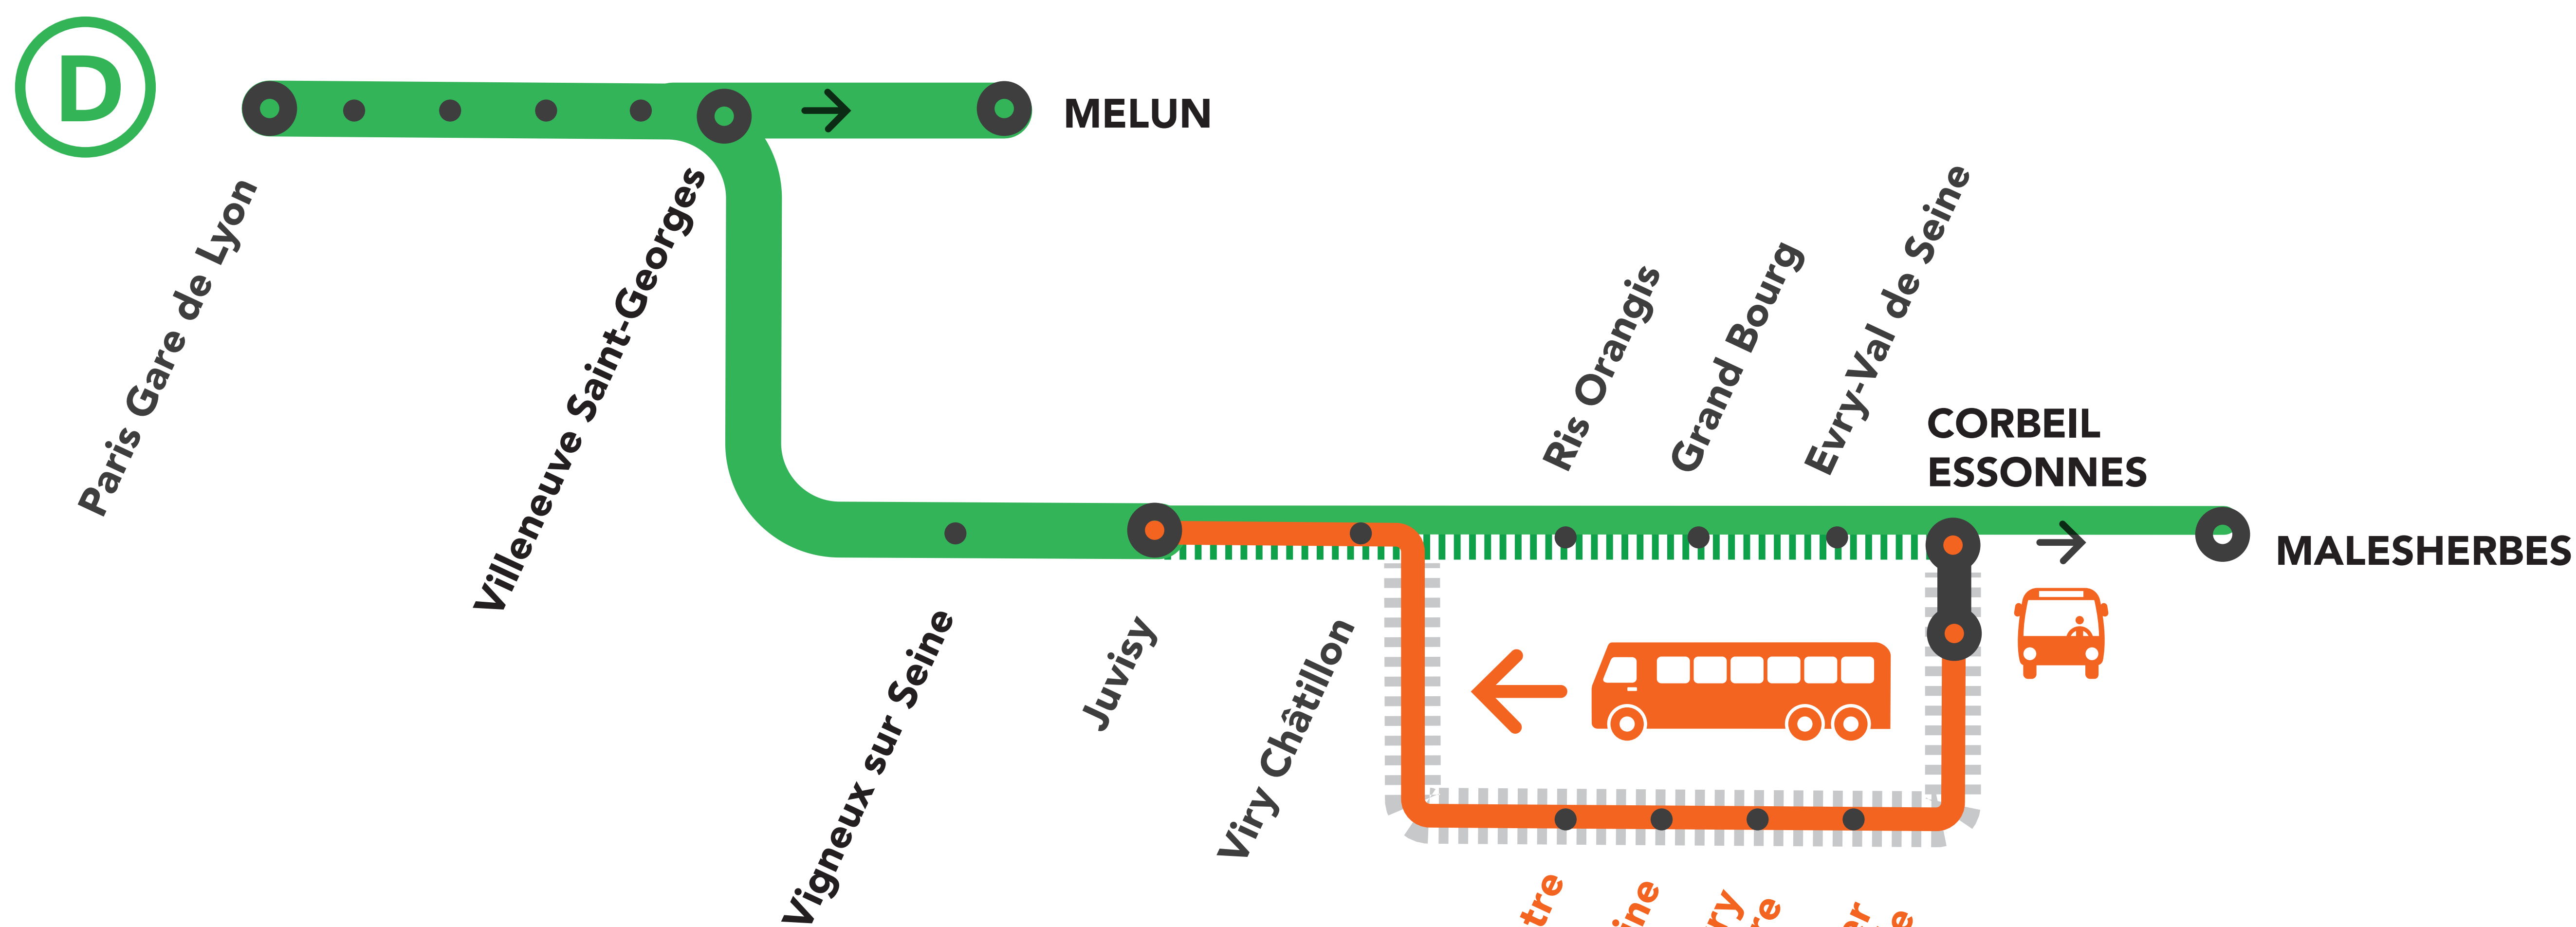 D
MELUN
Paris Gare de Lyon
Villeneuve Saint-Georges
Vigneux sur Seine
Juvisy
Viry Châtillon
Ris Orangis
Grand Bourg
Evry-Val de Seine
CORBEIL
ESSONNES
MALESHERBES